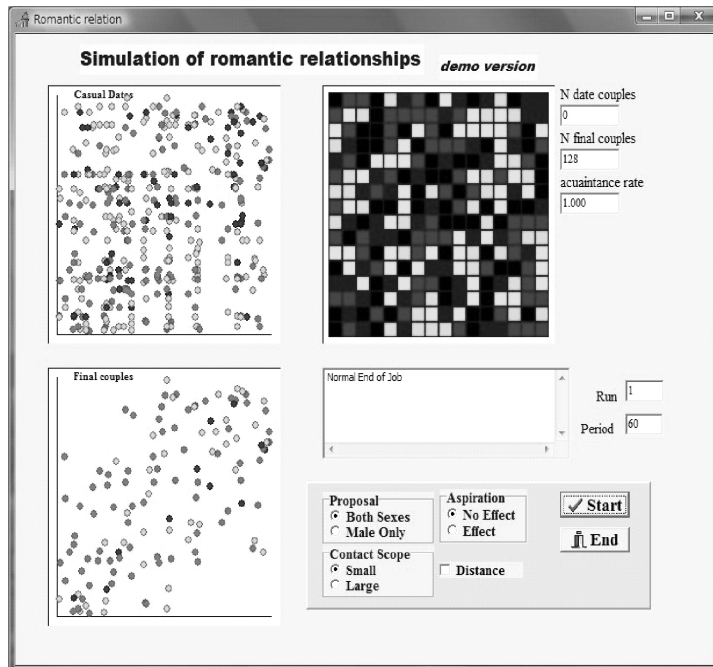 Romantic relation
Simulation of romantic relationships
demo version
Casual Dates
N date couples
0
N final couples
128
acuaintance rate
1.000
Final couples
Normal End of Job
Run
1
Period
60
Proposal
Both Sexes
Male Only
Aspiration
No Effect
Effect
Contact Scope
Small
Large
Distance
Start
End